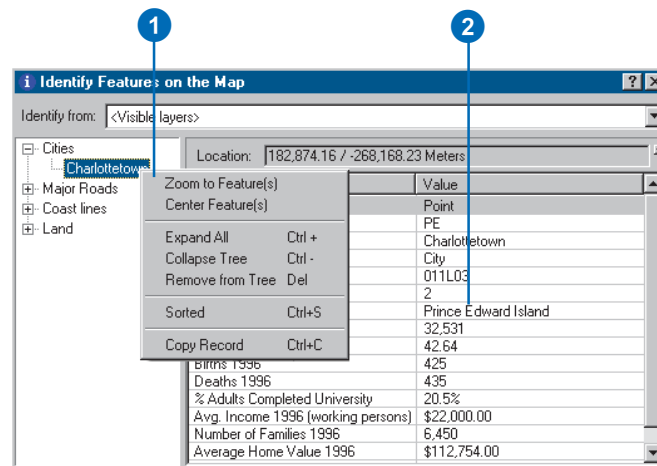 1 2
i Identify Features on the Map ? X
Identify from: <Visible layers>
Cities
Charlottetown
Major Roads
Coast lines
Land
Location: 182,874.16 / -268,168.23 Meters
Value
Point
PE
Charlottetown
City
011L03
2
Prince Edward Island
32,531
42.64
Births 1996 425
Deaths 1996 435
% Adults Completed University 20.5%
Avg. Income 1996 (working persons) $22,000.00
Number of Families 1996 6,450
Average Home Value 1996 $112,754.00
Zoom to Feature(s)
Center Feature(s)
Expand All Ctrl +
Collapse Tree Ctrl -
Remove from Tree Del
Sorted Ctrl+S
Copy Record Ctrl+C